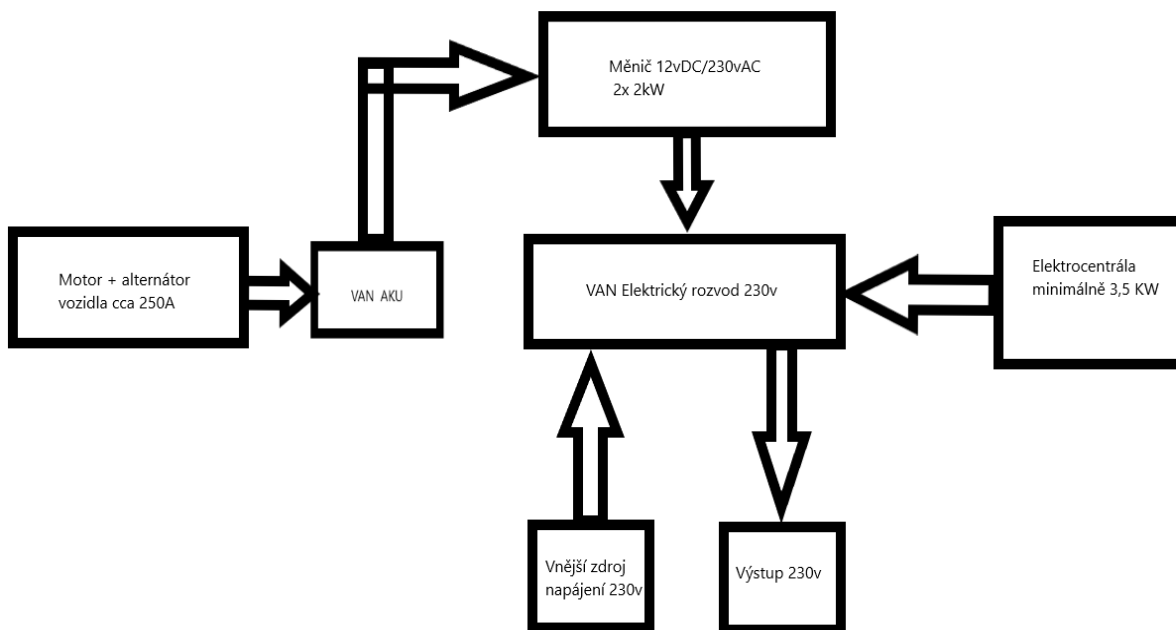 Měnič 12vDC/230vAC
2x 2kW
Motor + alternátor
vozidla cca 250A
VAN AKU
VAN Elektrický rozvod 230v
Elektrocentrála
minimálně 3,5 KW
Vnější zdroj
napájení 230v
Výstup 230v